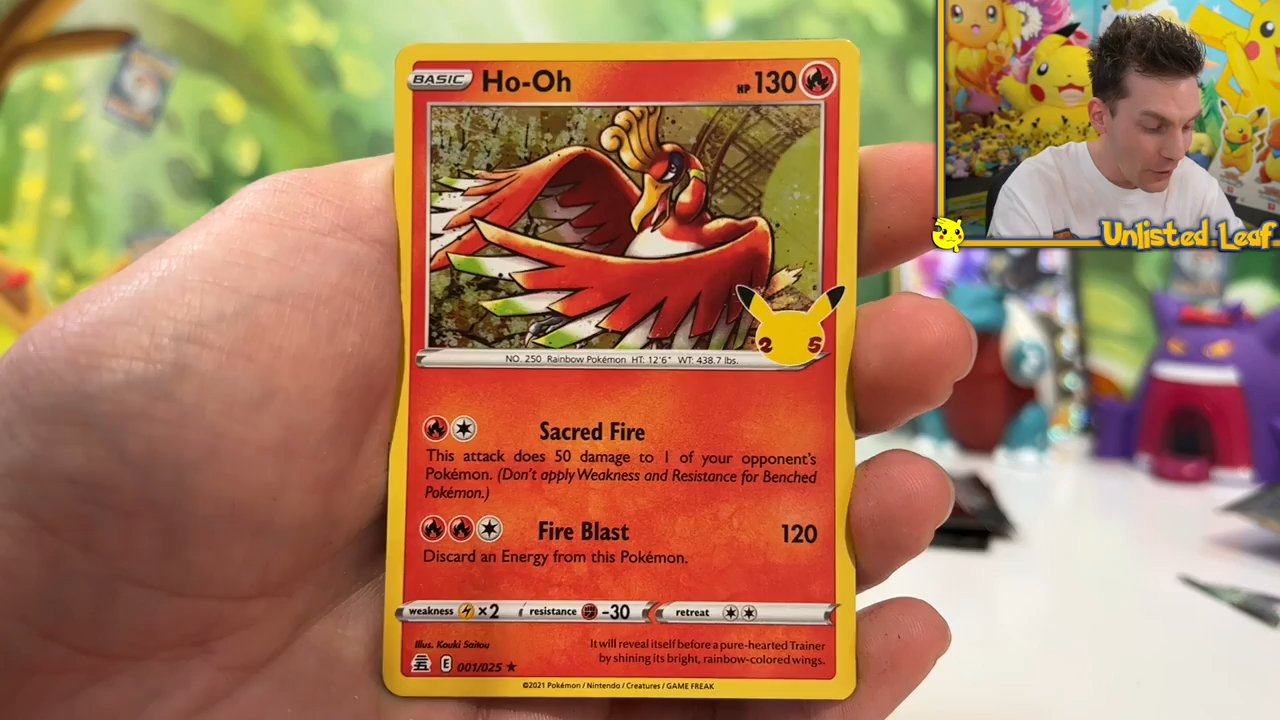 BASIC Ho-Oh HP 130
25
NO. 250 Rainbow Pokémon HT: 12'6" WT: 438.7 lbs.
Sacred Fire
This attack does 50 damage to 1 of your opponent's
Pokémon. (Don't apply Weakness and Resistance for Benched
Pokémon.)
Fire Blast 120
Discard an Energy from this Pokémon.
weakness ×2 resistance -30 retreat
Illus. Kouki Saitou
It will reveal itself before a pure-hearted Trainer
by shining its bright, rainbow-colored wings.
E 001/025 ★
©2021 Pokémon / Nintendo / Creatures / GAME FREAK
Unlisted Leaf